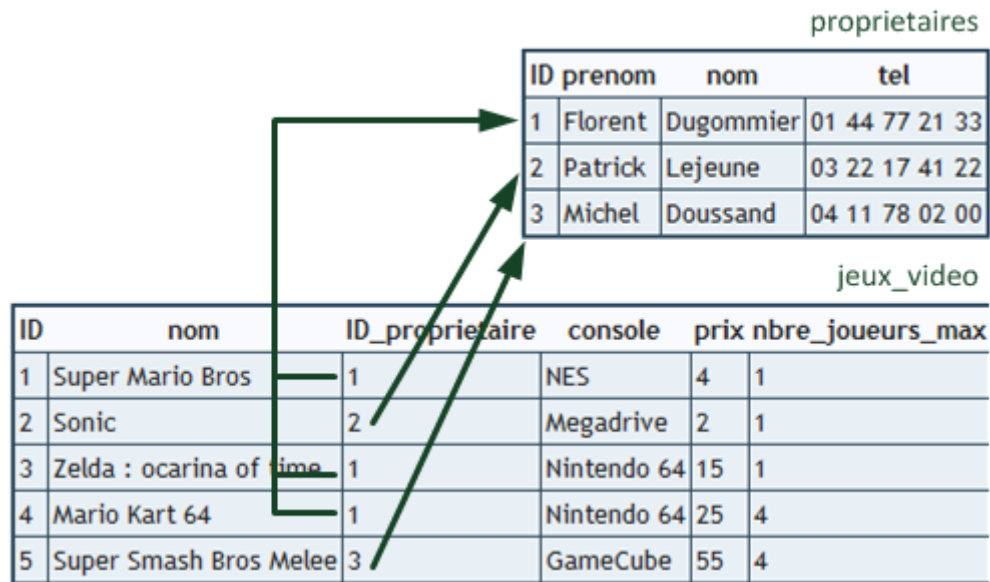 proprietaires
ID prenom nom tel
1 Florent Dugommier 01 44 77 21 33
2 Patrick Lejeune 03 22 17 41 22
3 Michel Doussand 04 11 78 02 00
jeux_video
ID nom ID_proprietaire console prix nbre_joueurs_max
1 Super Mario Bros 1 NES 4 1
2 Sonic 2 Megadrive 2 1
3 Zelda : ocarina of time 1 Nintendo 64 15 1
4 Mario Kart 64 1 Nintendo 64 25 4
5 Super Smash Bros Melee 3 GameCube 55 4